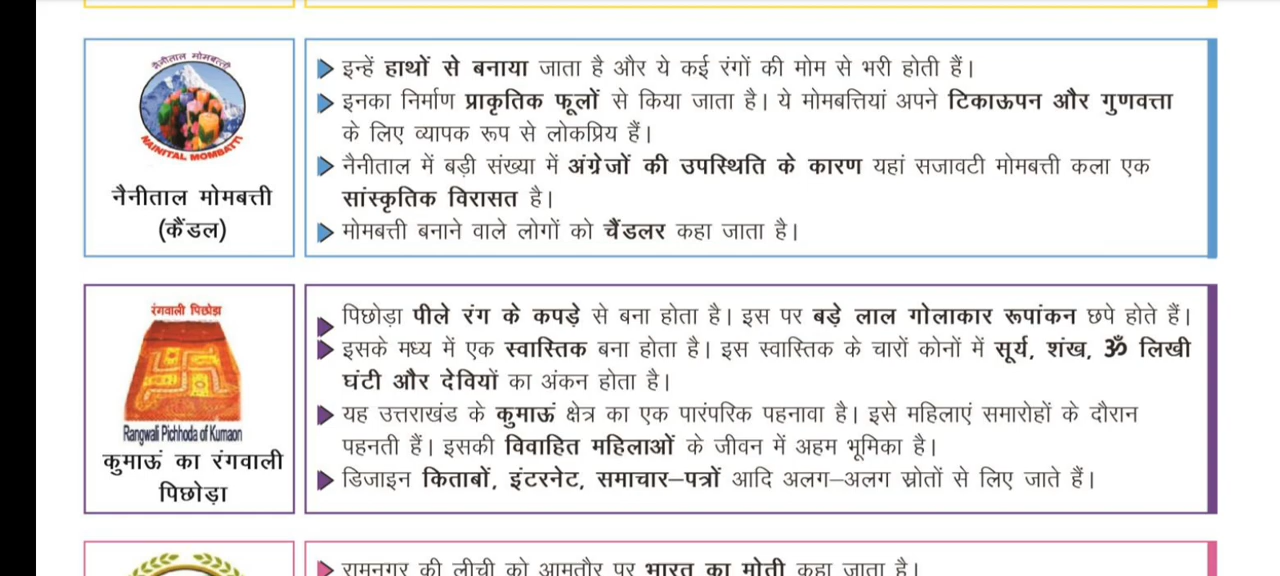 नैनीताल मोमबत्ती
NAINITAL MOMBATTI
नैनीताल मोमबत्ती
(कैंडल)
इन्हें हाथों से बनाया जाता है और ये कई रंगों की मोम से भरी होती हैं।
इनका निर्माण प्राकृतिक फूलों से किया जाता है। ये मोमबत्तियां अपने टिकाऊपन और गुणवत्ता
के लिए व्यापक रूप से लोकप्रिय हैं।
नैनीताल में बड़ी संख्या में अंग्रेजों की उपस्थिति के कारण यहां सजावटी मोमबत्ती कला एक
सांस्कृतिक विरासत है।
मोमबत्ती बनाने वाले लोगों को चैंडलर कहा जाता है।
रंगवाली पिछोड़ा
Rangwali Pichhoda of Kumaon
कुमाऊं का रंगवाली
पिछोड़ा
पिछोड़ा पीले रंग के कपड़े से बना होता है। इस पर बड़े लाल गोलाकार रूपांकन छपे होते हैं।
इसके मध्य में एक स्वास्तिक बना होता है। इस स्वास्तिक के चारों कोनों में सूर्य, शंख, ॐ लिखी
घंटी और देवियों का अंकन होता है।
यह उत्तराखंड के कुमाऊं क्षेत्र का एक पारंपरिक पहनावा है। इसे महिलाएं समारोहों के दौरान
पहनती हैं। इसकी विवाहित महिलाओं के जीवन में अहम भूमिका है।
डिजाइन किताबों, इंटरनेट, समाचार–पत्रों आदि अलग–अलग स्रोतों से लिए जाते हैं।
रामनगर की लीची को आमतौर पर भारत का मोती कहा जाता है।